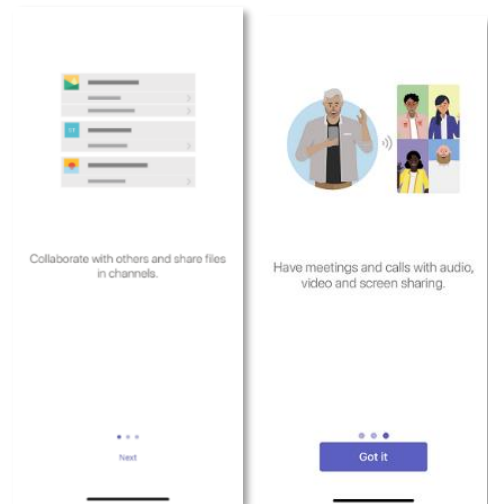 Collaborate with others and share files
in channels.
Next
Have meetings and calls with audio,
video and screen sharing.
Got it